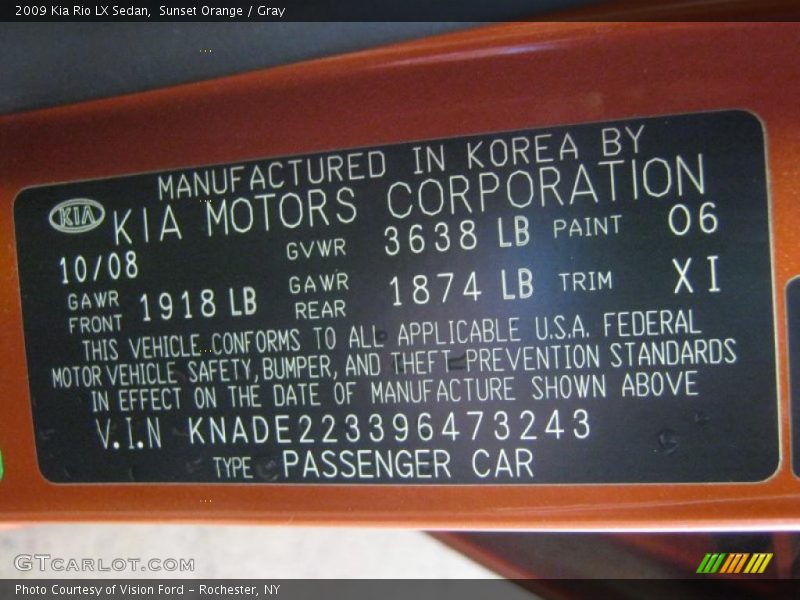 2009 Kia Rio LX Sedan, Sunset Orange / Gray
MANUFACTURED IN KOREA BY
KIA KIA MOTORS CORPORATION
10/08 GVWR 3638 LB PAINT 06
GAWR FRONT 1918 LB GAWR REAR 1874 LB TRIM XI
THIS VEHICLE CONFORMS TO ALL APPLICABLE U.S.A. FEDERAL
MOTOR VEHICLE SAFETY, BUMPER, AND THEFT PREVENTION STANDARDS
IN EFFECT ON THE DATE OF MANUFACTURE SHOWN ABOVE
V.I.N KNADE223396473243
TYPE PASSENGER CAR
GTCARLOT.COM
Photo Courtesy of Vision Ford - Rochester, NY